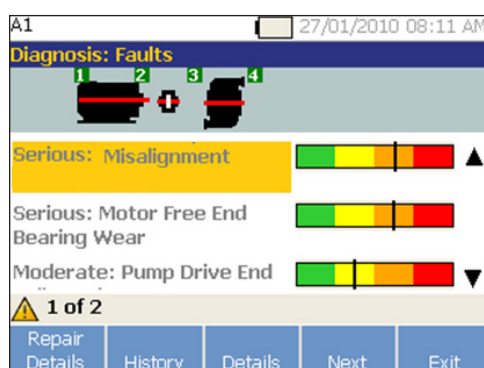 A1 27/01/2010 08:11 AM
Diagnosis: Faults
1 2 3 4
Serious: Misalignment
Serious: Motor Free End
Bearing Wear
Moderate: Pump Drive End
1 of 2
Repair
Details History Details Next Exit